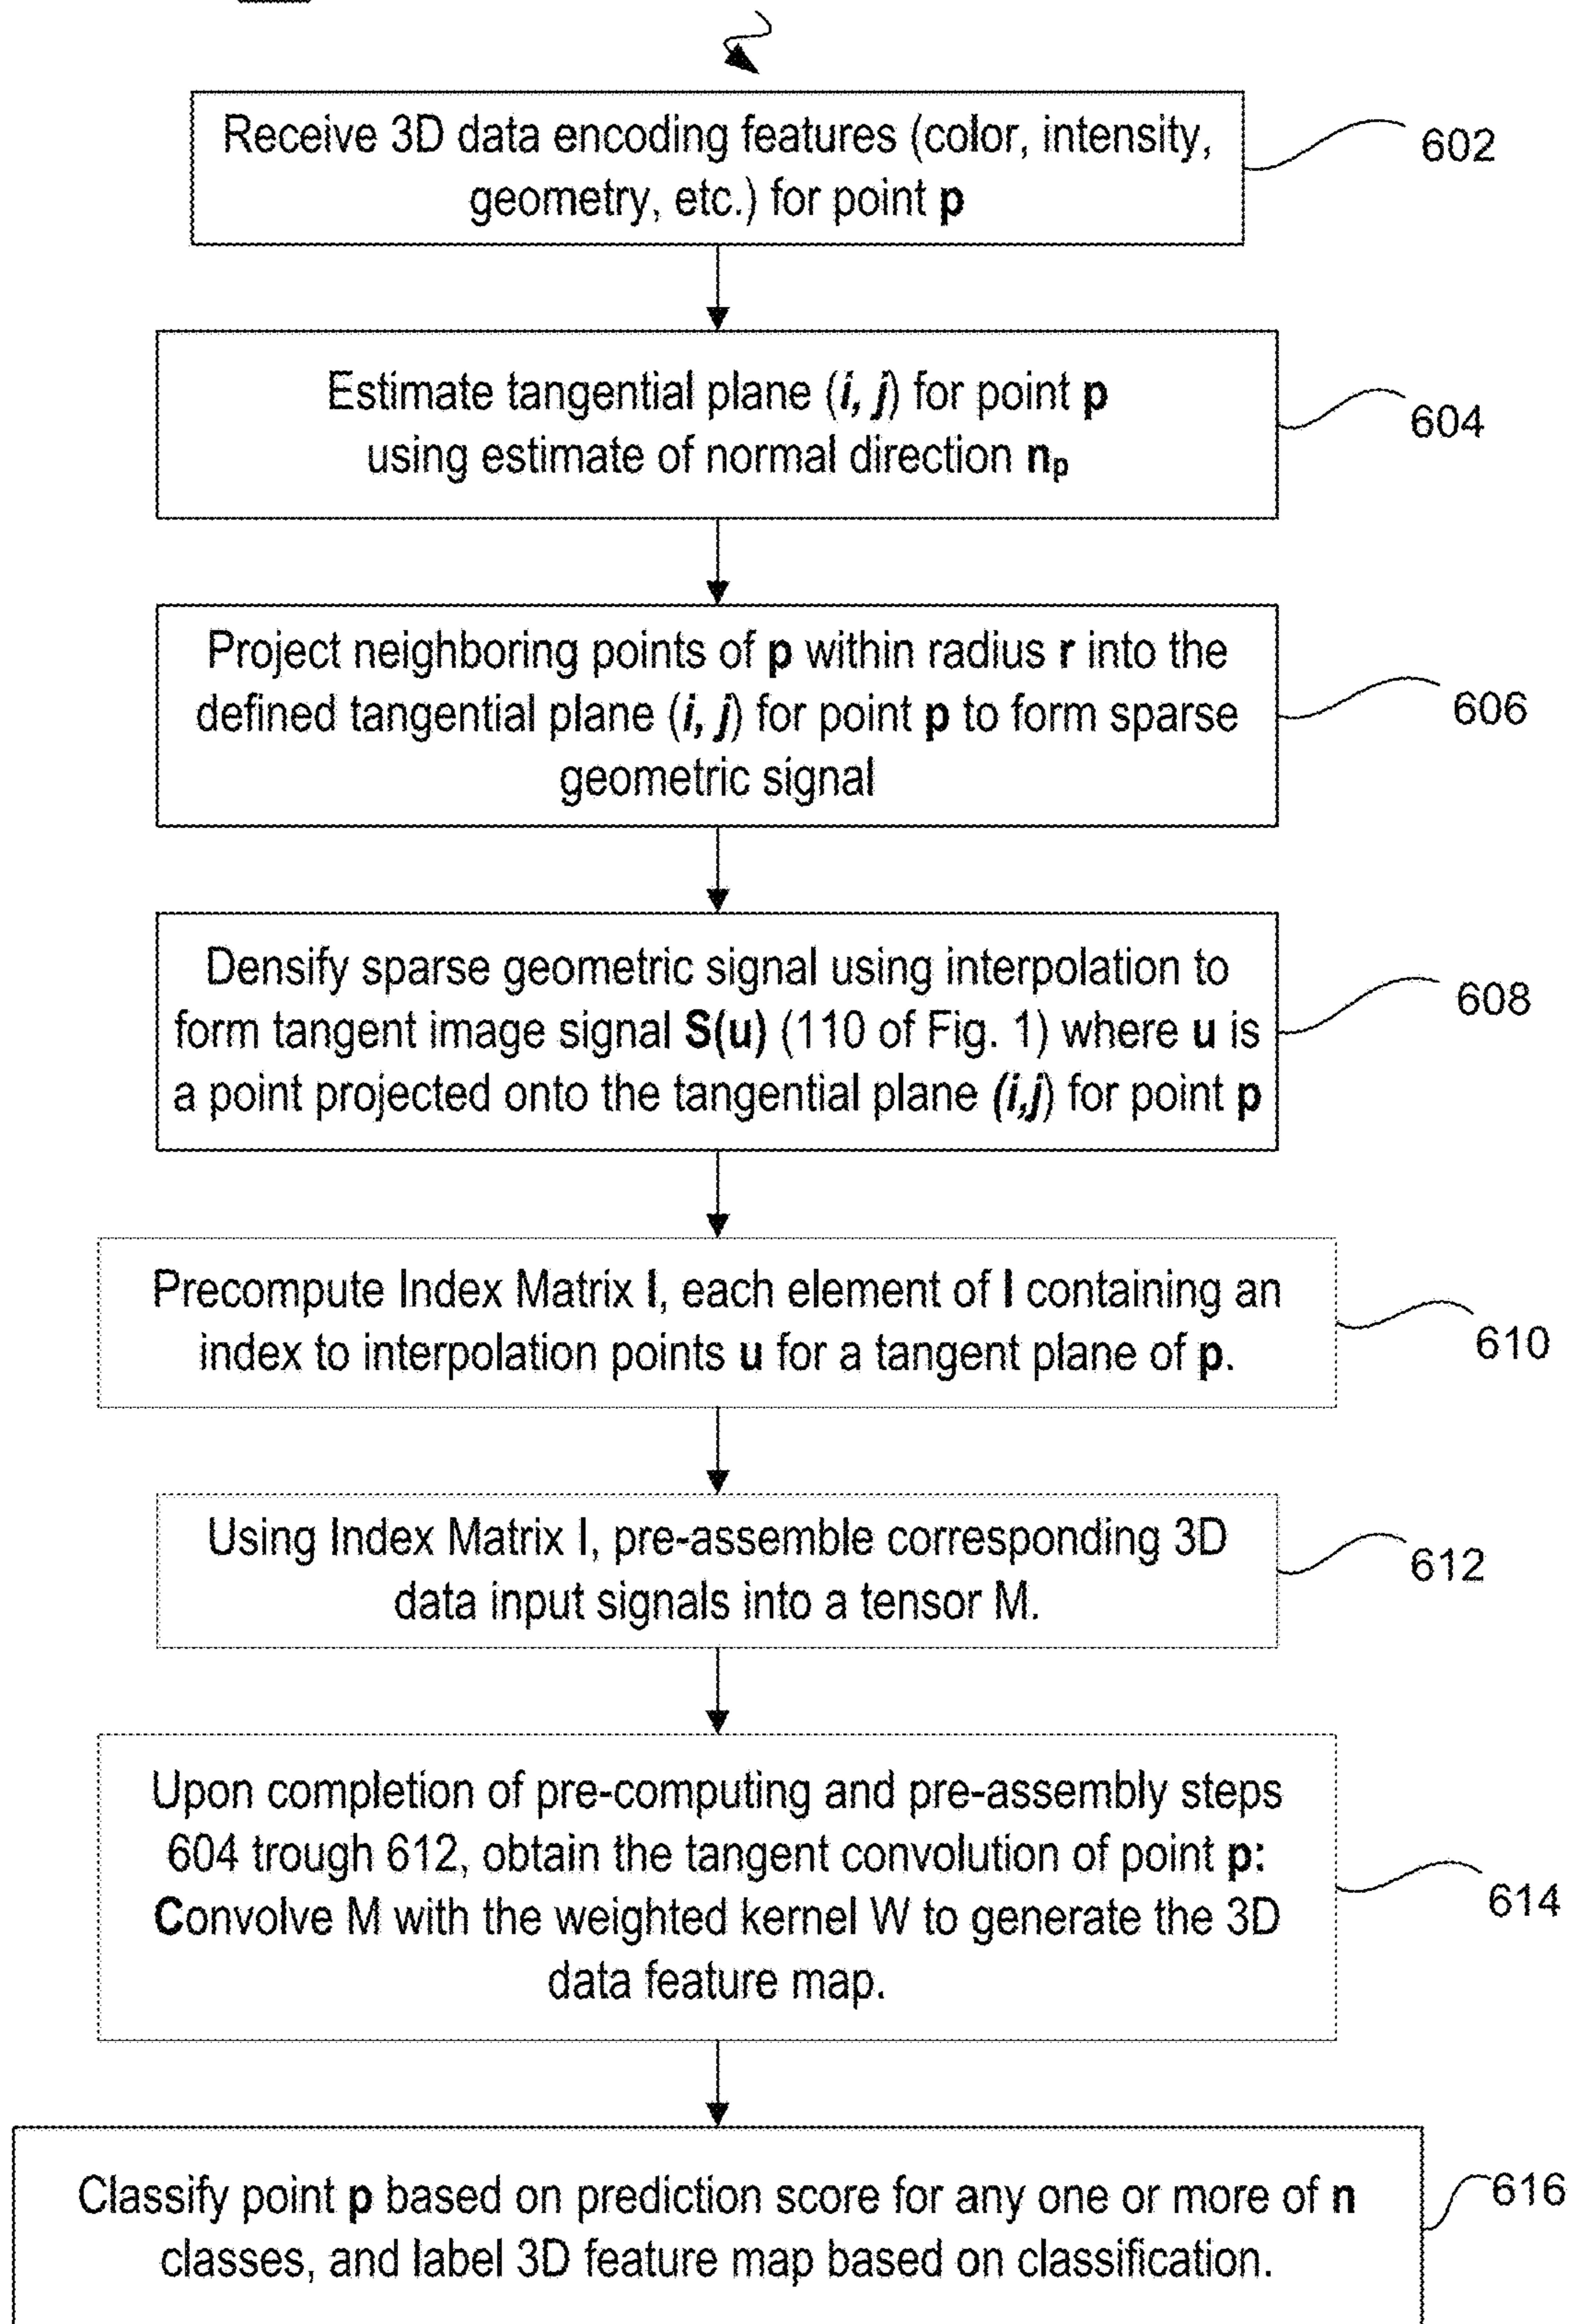 Receive 3D data encoding features (color, intensity,
geometry, etc.) for point p
602
Estimate tangential plane (i, j) for point p
using estimate of normal direction np
604
Project neighboring points of p within radius r into the
defined tangential plane (i, j) for point p to form sparse
geometric signal
606
Densify sparse geometric signal using interpolation to
form tangent image signal S(u) (110 of Fig. 1) where u is
a point projected onto the tangential plane (i,j) for point p
608
Precompute Index Matrix I, each element of I containing an
index to interpolation points u for a tangent plane of p.
610
Using Index Matrix I, pre-assemble corresponding 3D
data input signals into a tensor M.
612
Upon completion of pre-computing and pre-assembly steps
604 trough 612, obtain the tangent convolution of point p:
Convolve M with the weighted kernel W to generate the 3D
data feature map.
614
Classify point p based on prediction score for any one or more of n
classes, and label 3D feature map based on classification.
616